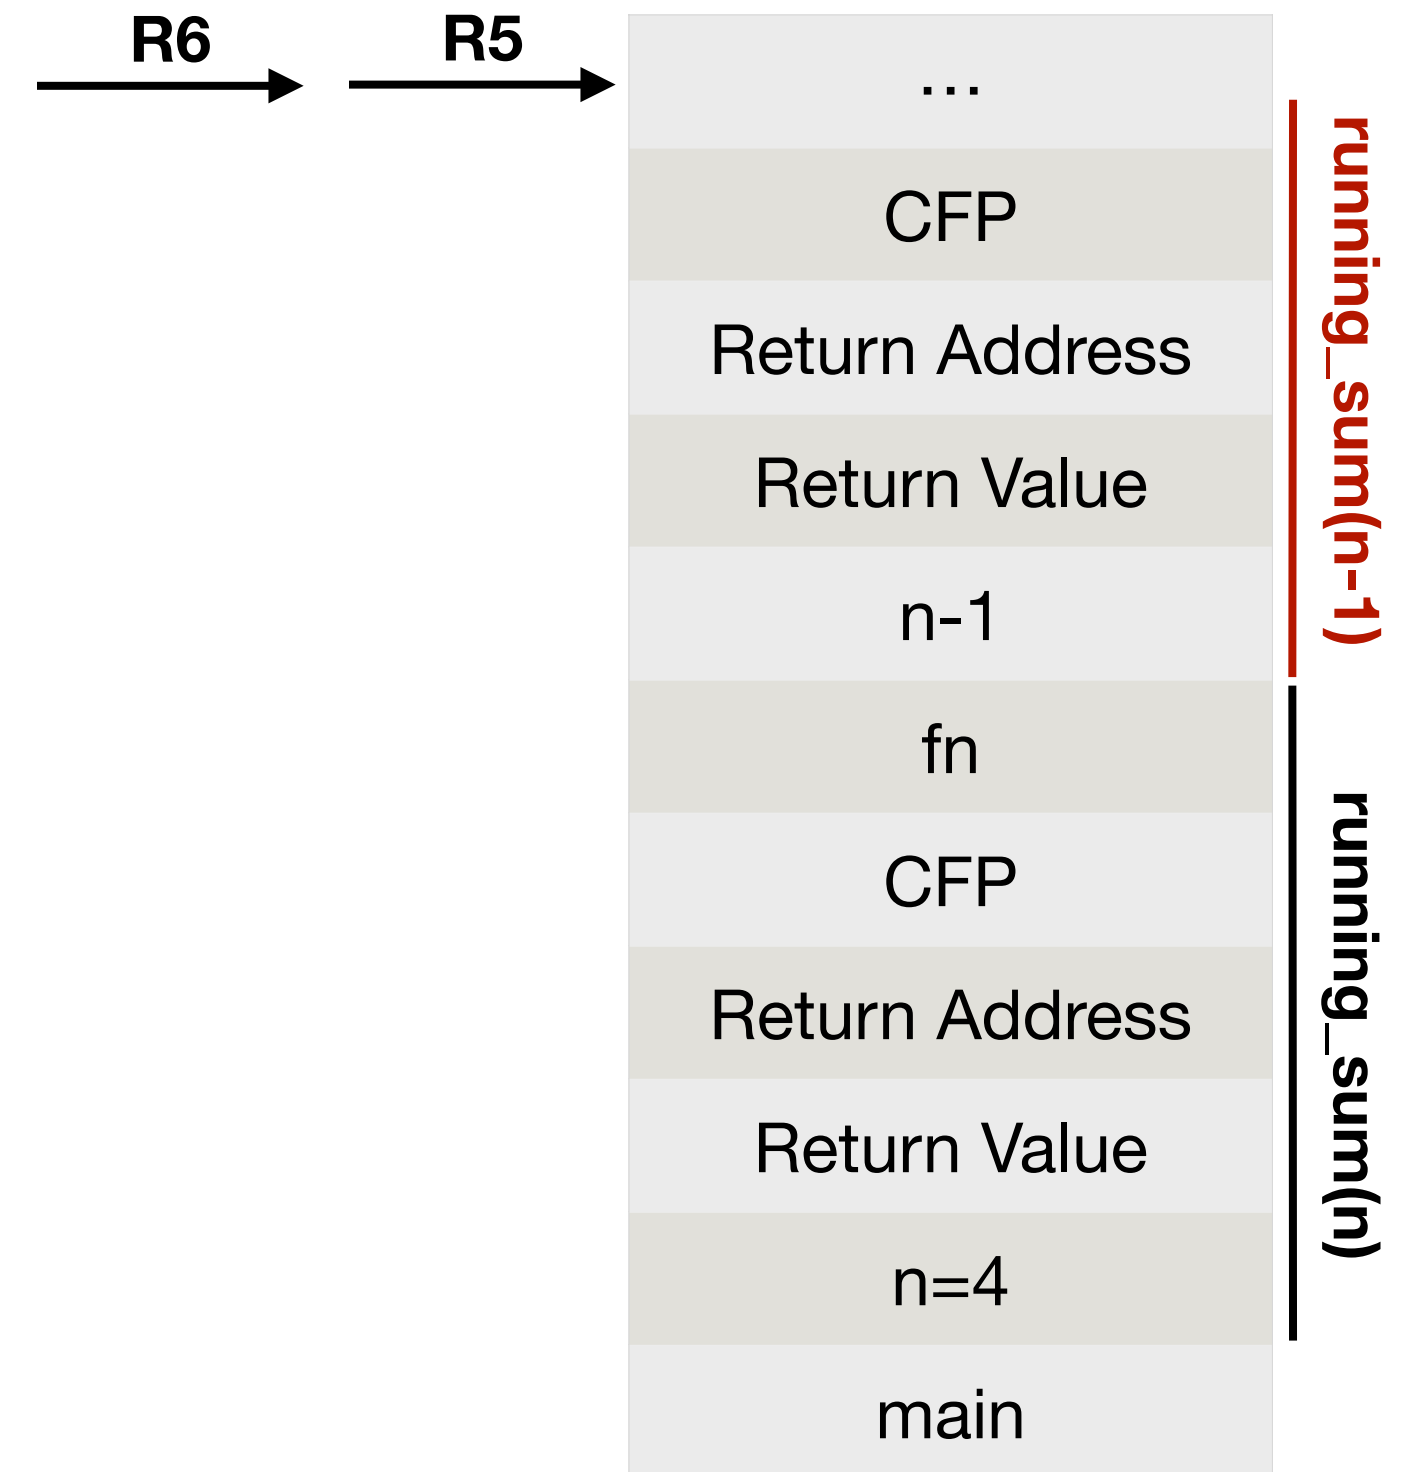 R6
R5
...
CFP
Return Address
Return Value
n-1
fn
CFP
Return Address
Return Value
n=4
main
running_sum(n-1)
running_sum(n)